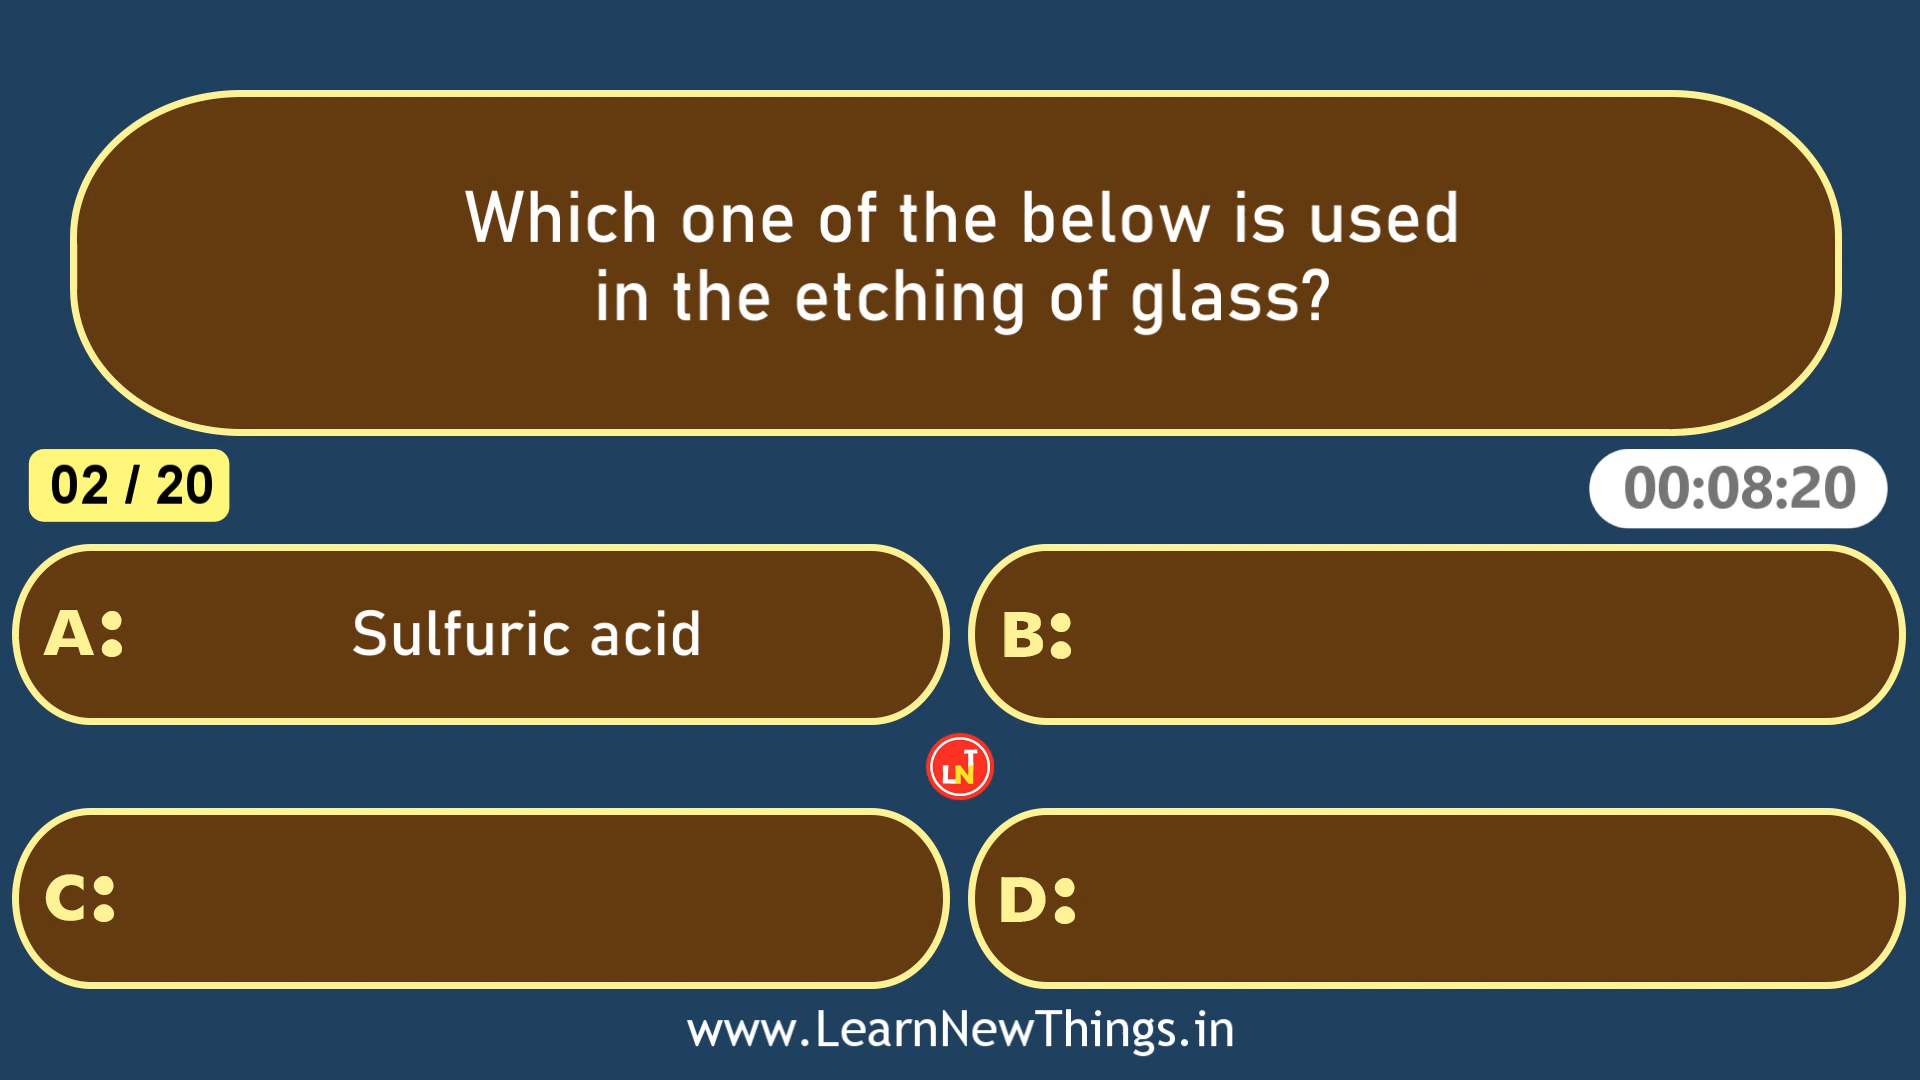 Which one of the below is used
in the etching of glass?
02 / 20
00:08:20
A: Sulfuric acid
B:
LNT
C:
D:
www.LearnNewThings.in